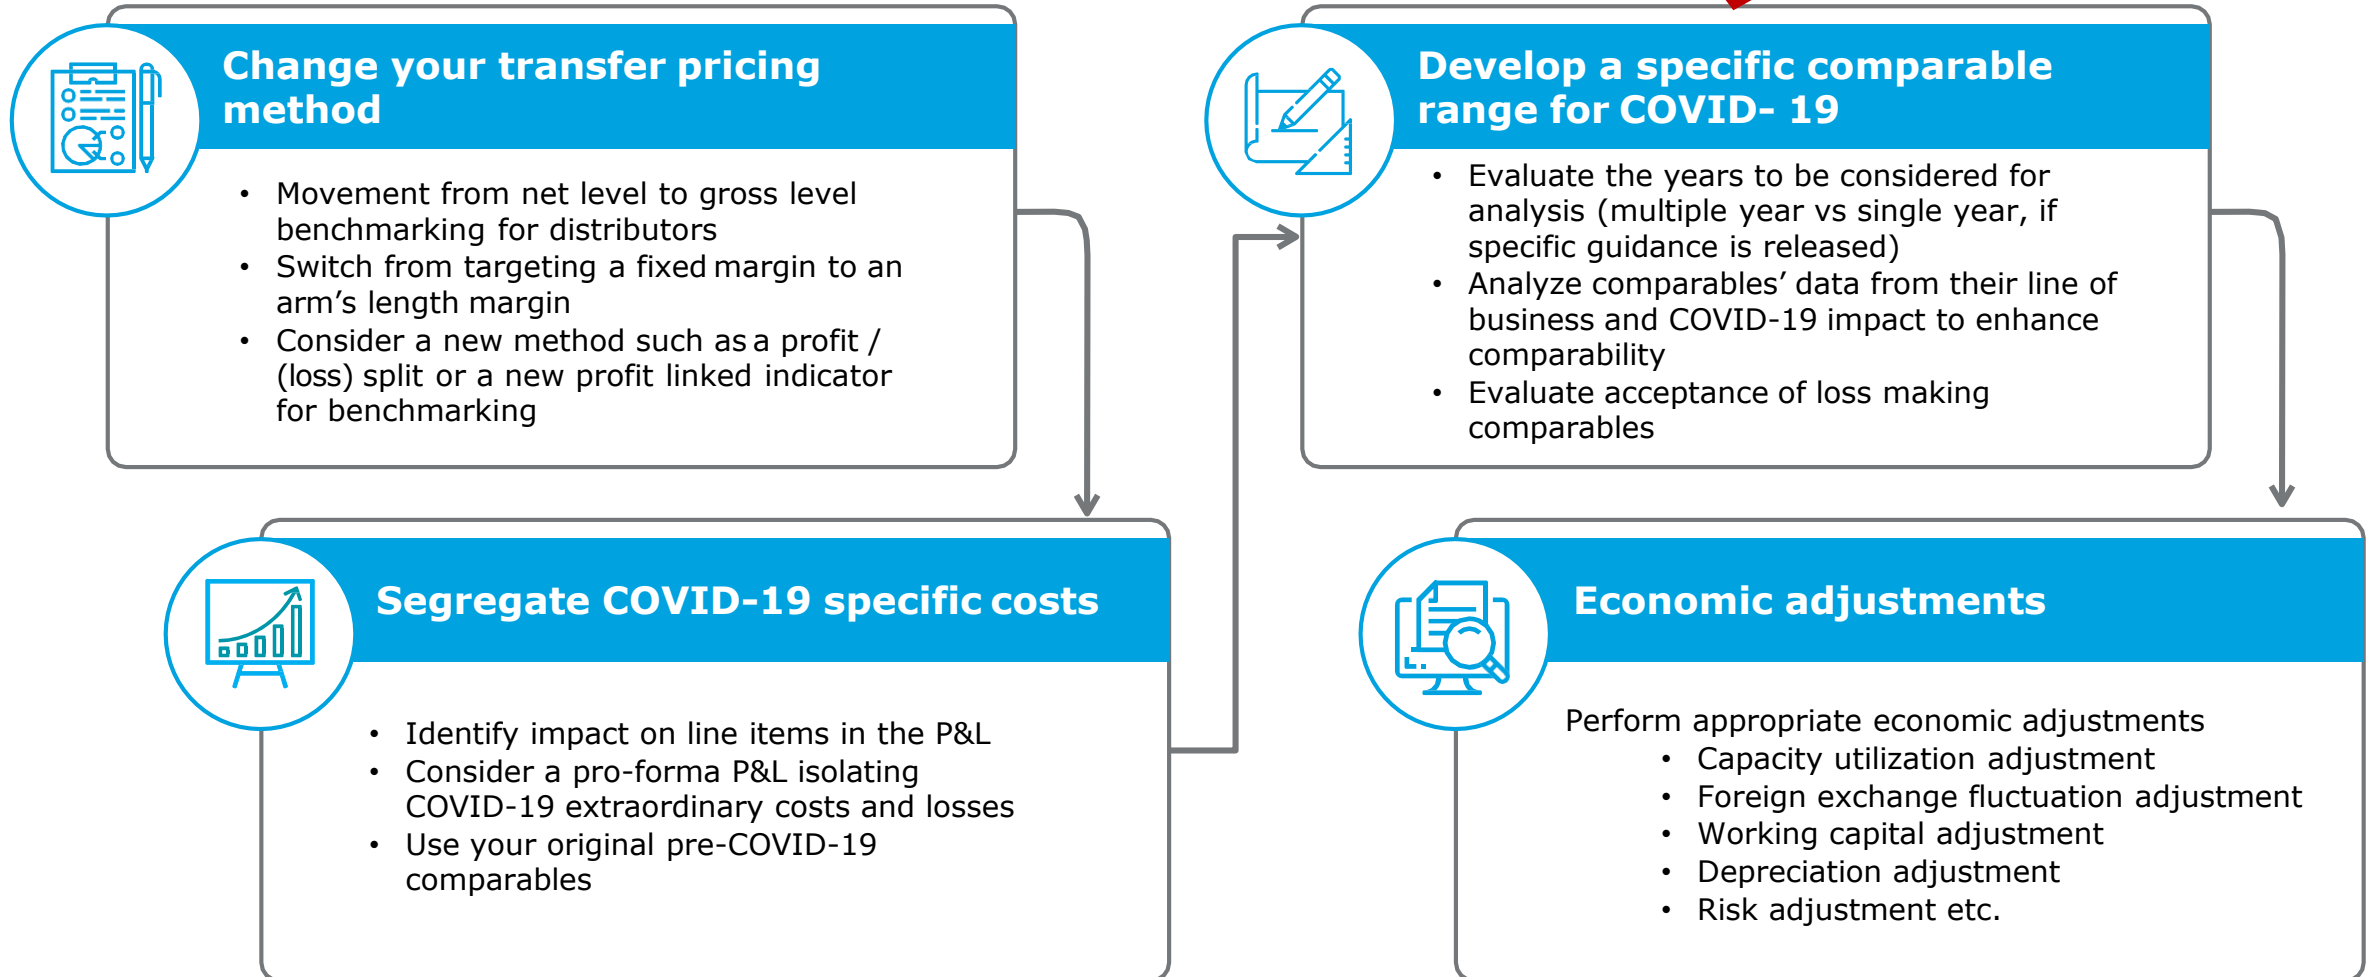 Change your transfer pricing
method
• Movement from net level to gross level
benchmarking for distributors
• Switch from targeting a fixed margin to an
arm’s length margin
• Consider a new method such as a profit /
(loss) split or a new profit linked indicator
for benchmarking
Segregate COVID-19 specific costs
• Identify impact on line items in the P&L
• Consider a pro-forma P&L isolating
COVID-19 extraordinary costs and losses
• Use your original pre-COVID-19
comparables
Develop a specific comparable
range for COVID- 19
• Evaluate the years to be considered for
analysis (multiple year vs single year, if
specific guidance is released)
• Analyze comparables’ data from their line of
business and COVID-19 impact to enhance
comparability
• Evaluate acceptance of loss making
comparables
Economic adjustments
Perform appropriate economic adjustments
• Capacity utilization adjustment
• Foreign exchange fluctuation adjustment
• Working capital adjustment
• Depreciation adjustment
• Risk adjustment etc.